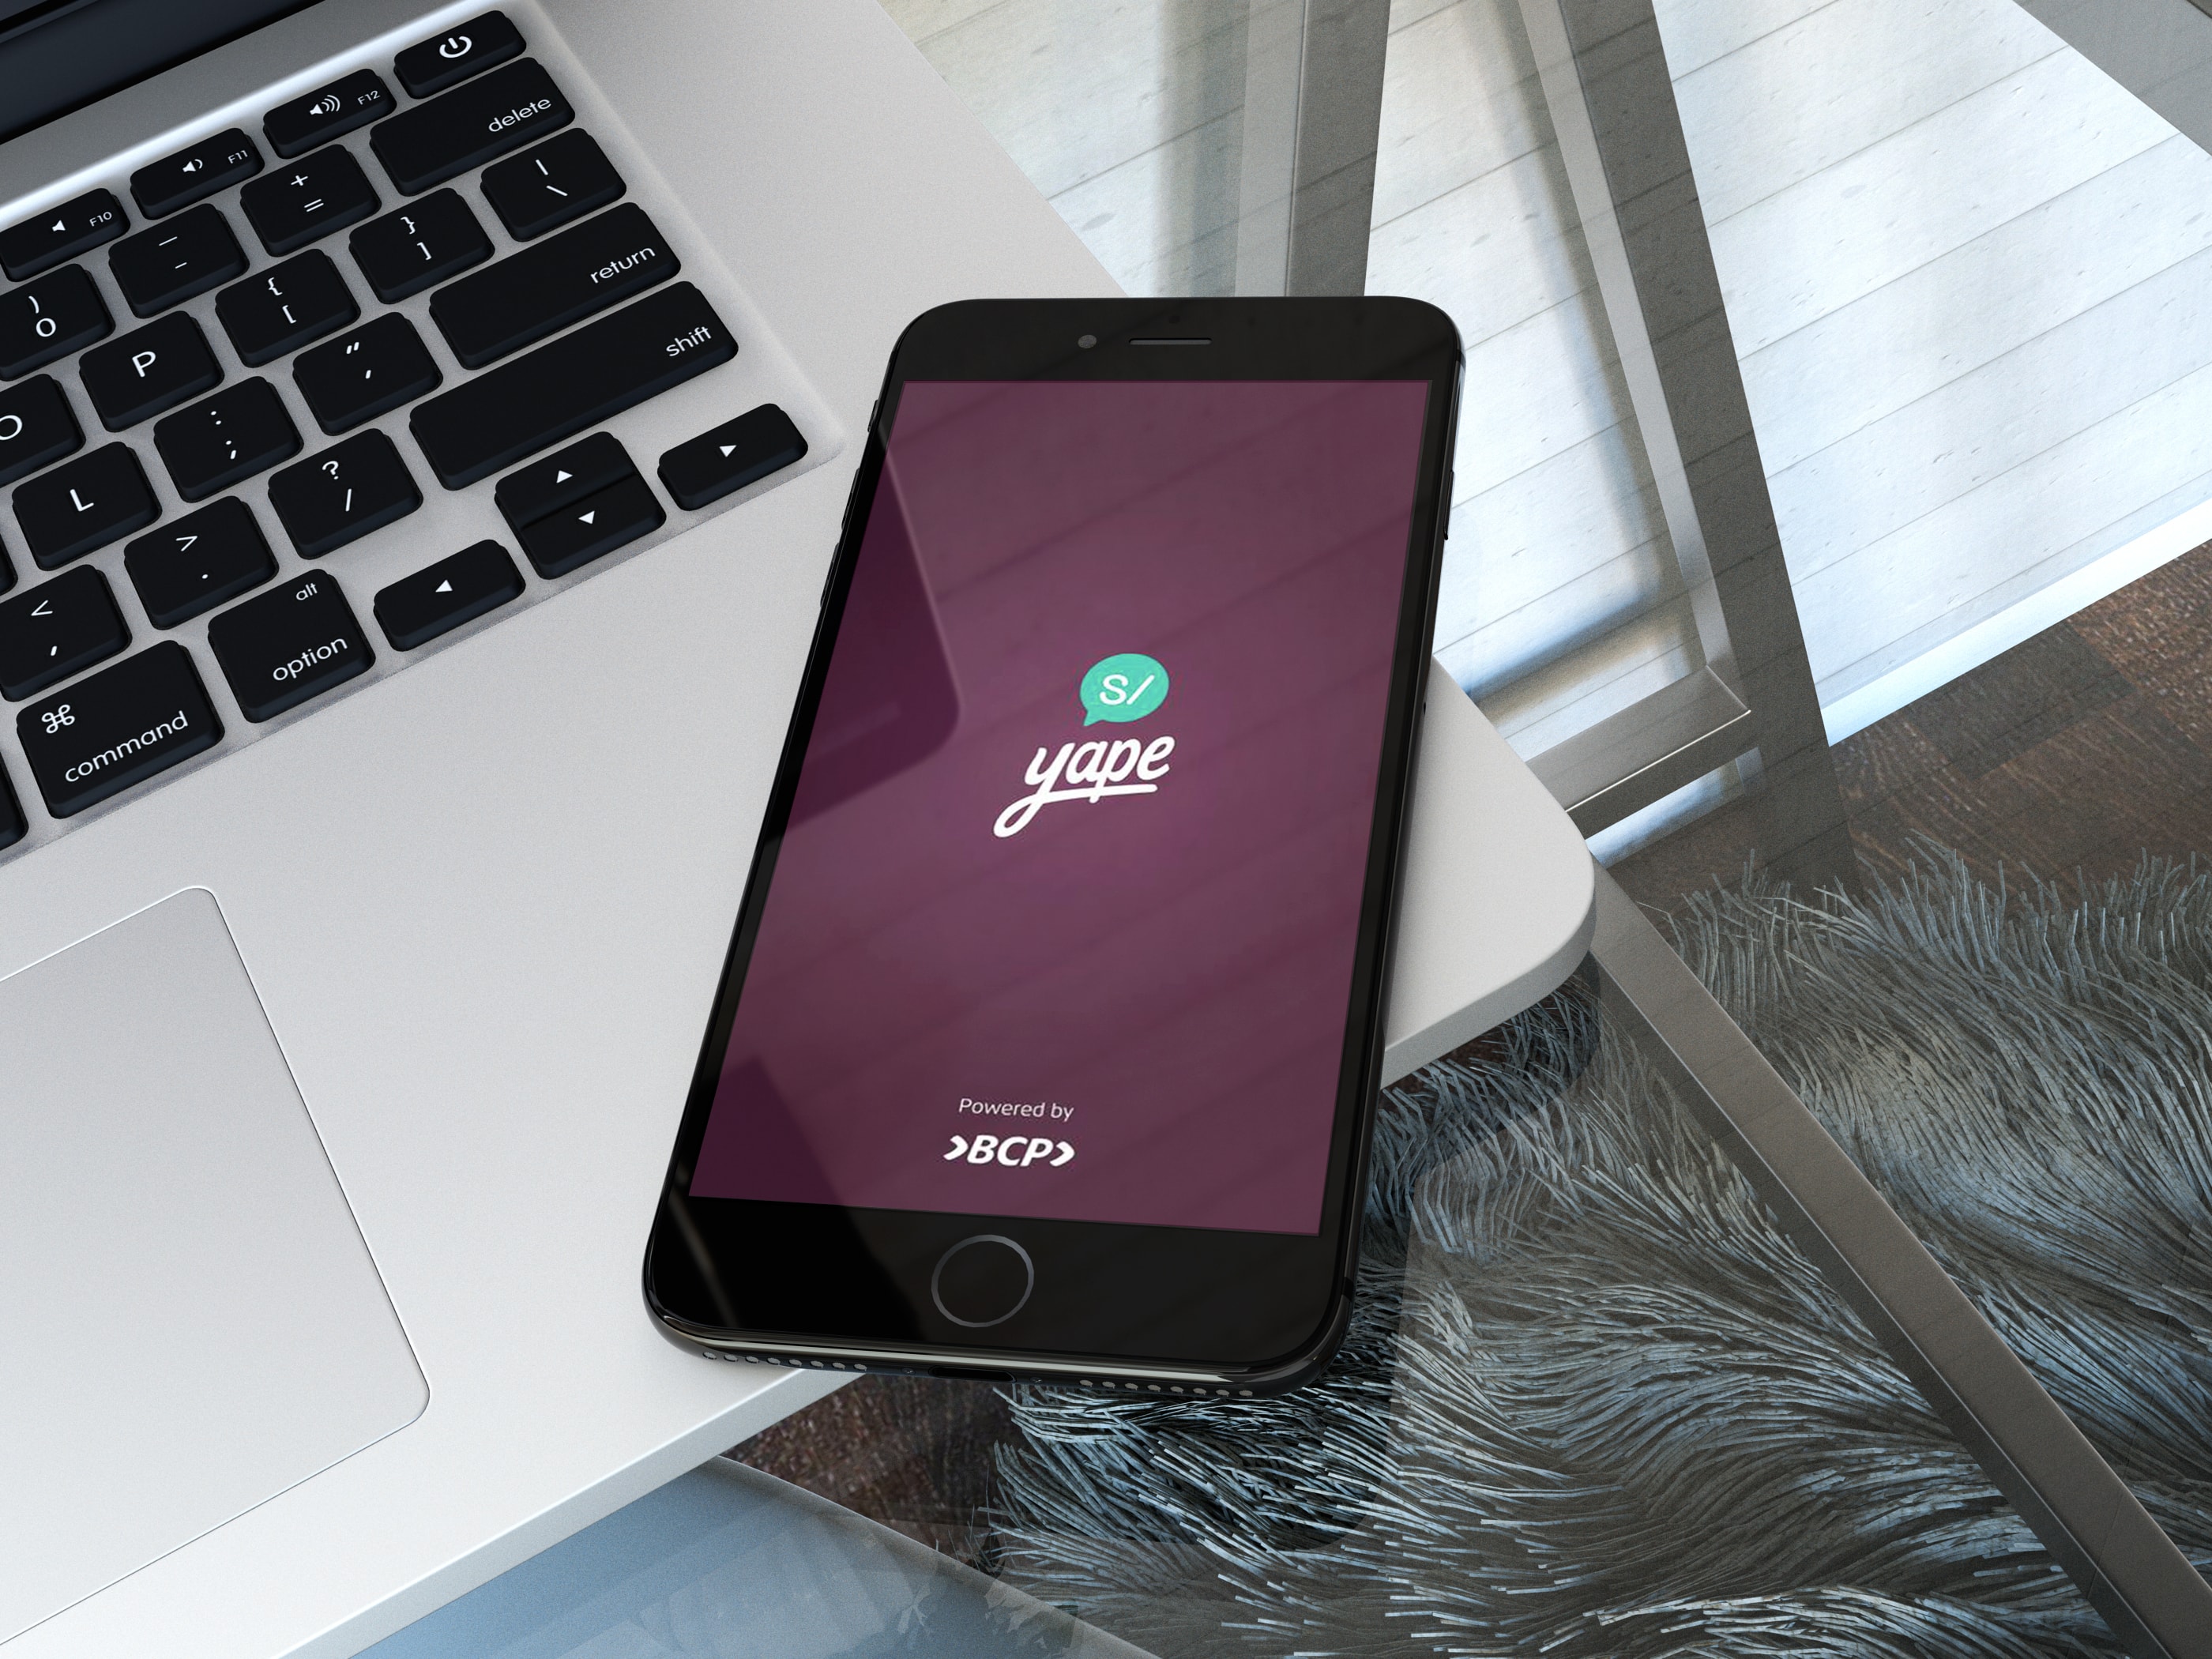 F12
delete
F11
+
=
|
\
F10
_
-
}
]
return
)
0
{
[
shift
P
"
'
O
:
;
L
?
/
>
.
alt
option
<
,
⌘
command
S/
yape
Powered by
>BCP>